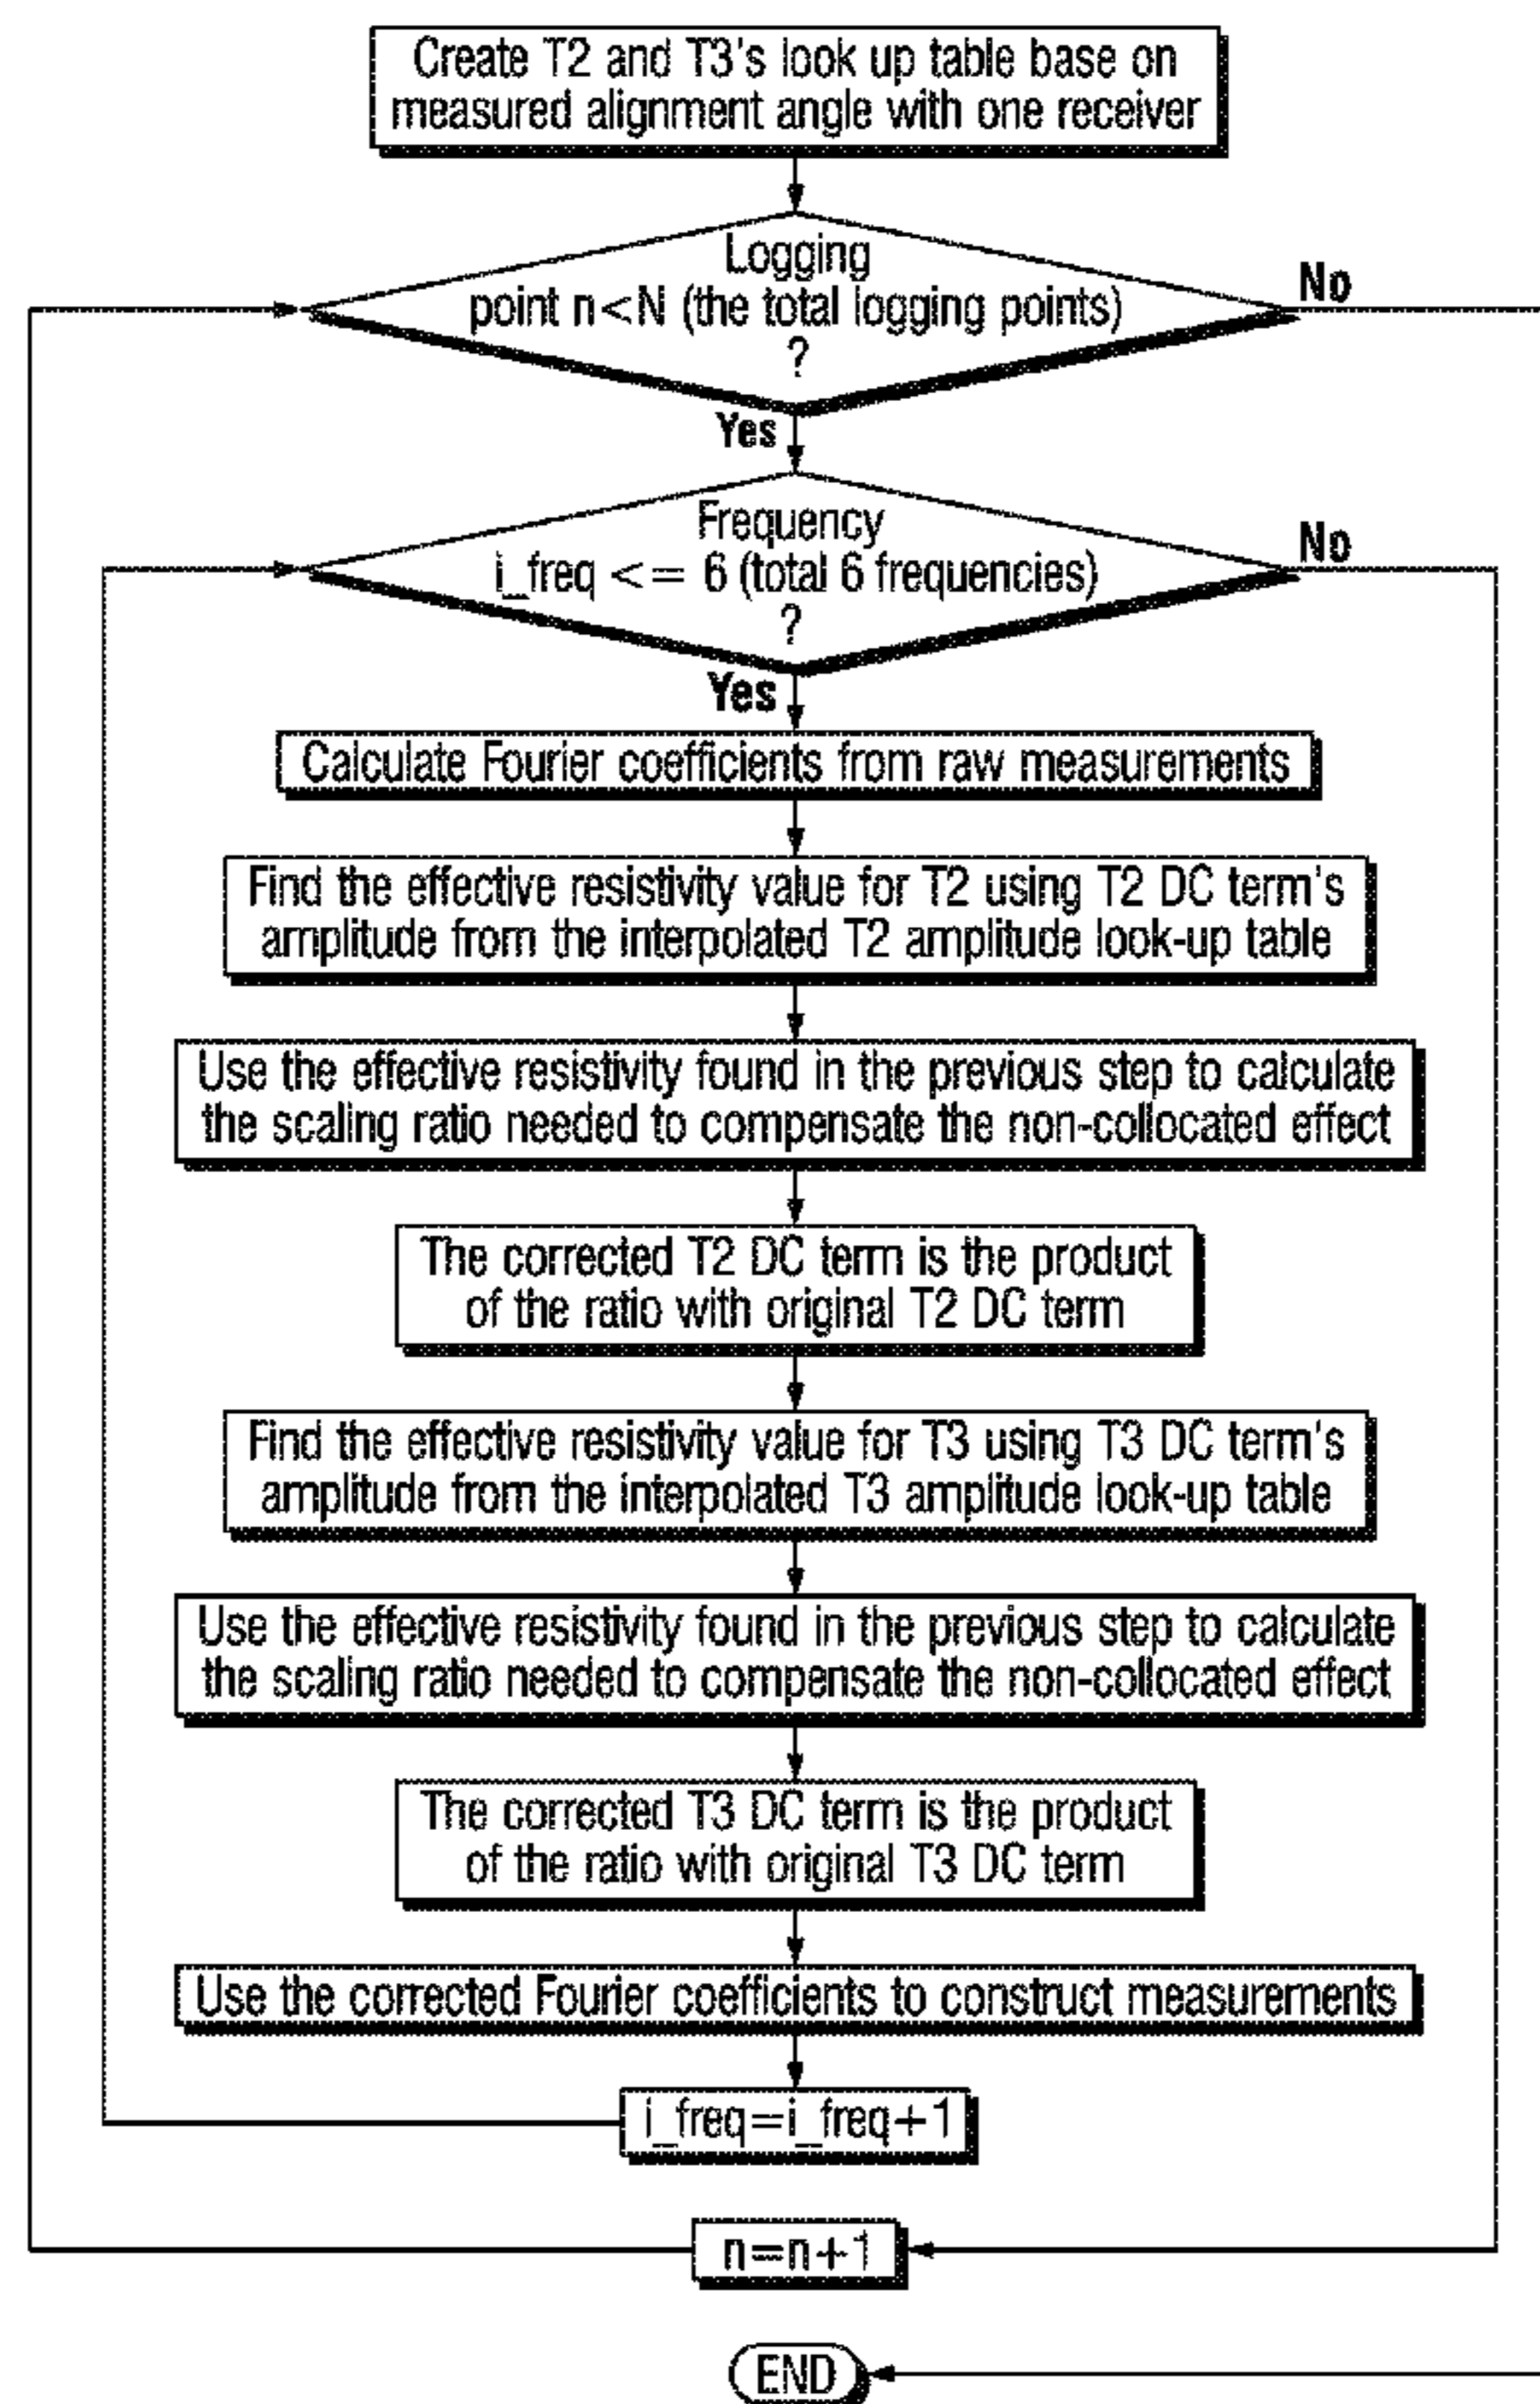 Create T2 and T3's look up table base on
measured alignment angle with one receiver
Logging
point n<N (the total logging points)
?
No
Yes
Frequency
i_freq <= 6 (total 6 frequencies)
?
No
Yes
Calculate Fourier coefficients from raw measurements
Find the effective resistivity value for T2 using T2 DC term's
amplitude from the interpolated T2 amplitude look-up table
Use the effective resistivity found in the previous step to calculate
the scaling ratio needed to compensate the non-collocated effect
The corrected T2 DC term is the product
of the ratio with original T2 DC term
Find the effective resistivity value for T3 using T3 DC term's
amplitude from the interpolated T3 amplitude look-up table
Use the effective resistivity found in the previous step to calculate
the scaling ratio needed to compensate the non-collocated effect
The corrected T3 DC term is the product
of the ratio with original T3 DC term
Use the corrected Fourier coefficients to construct measurements
i_freq=i_freq+1
n=n+1
END